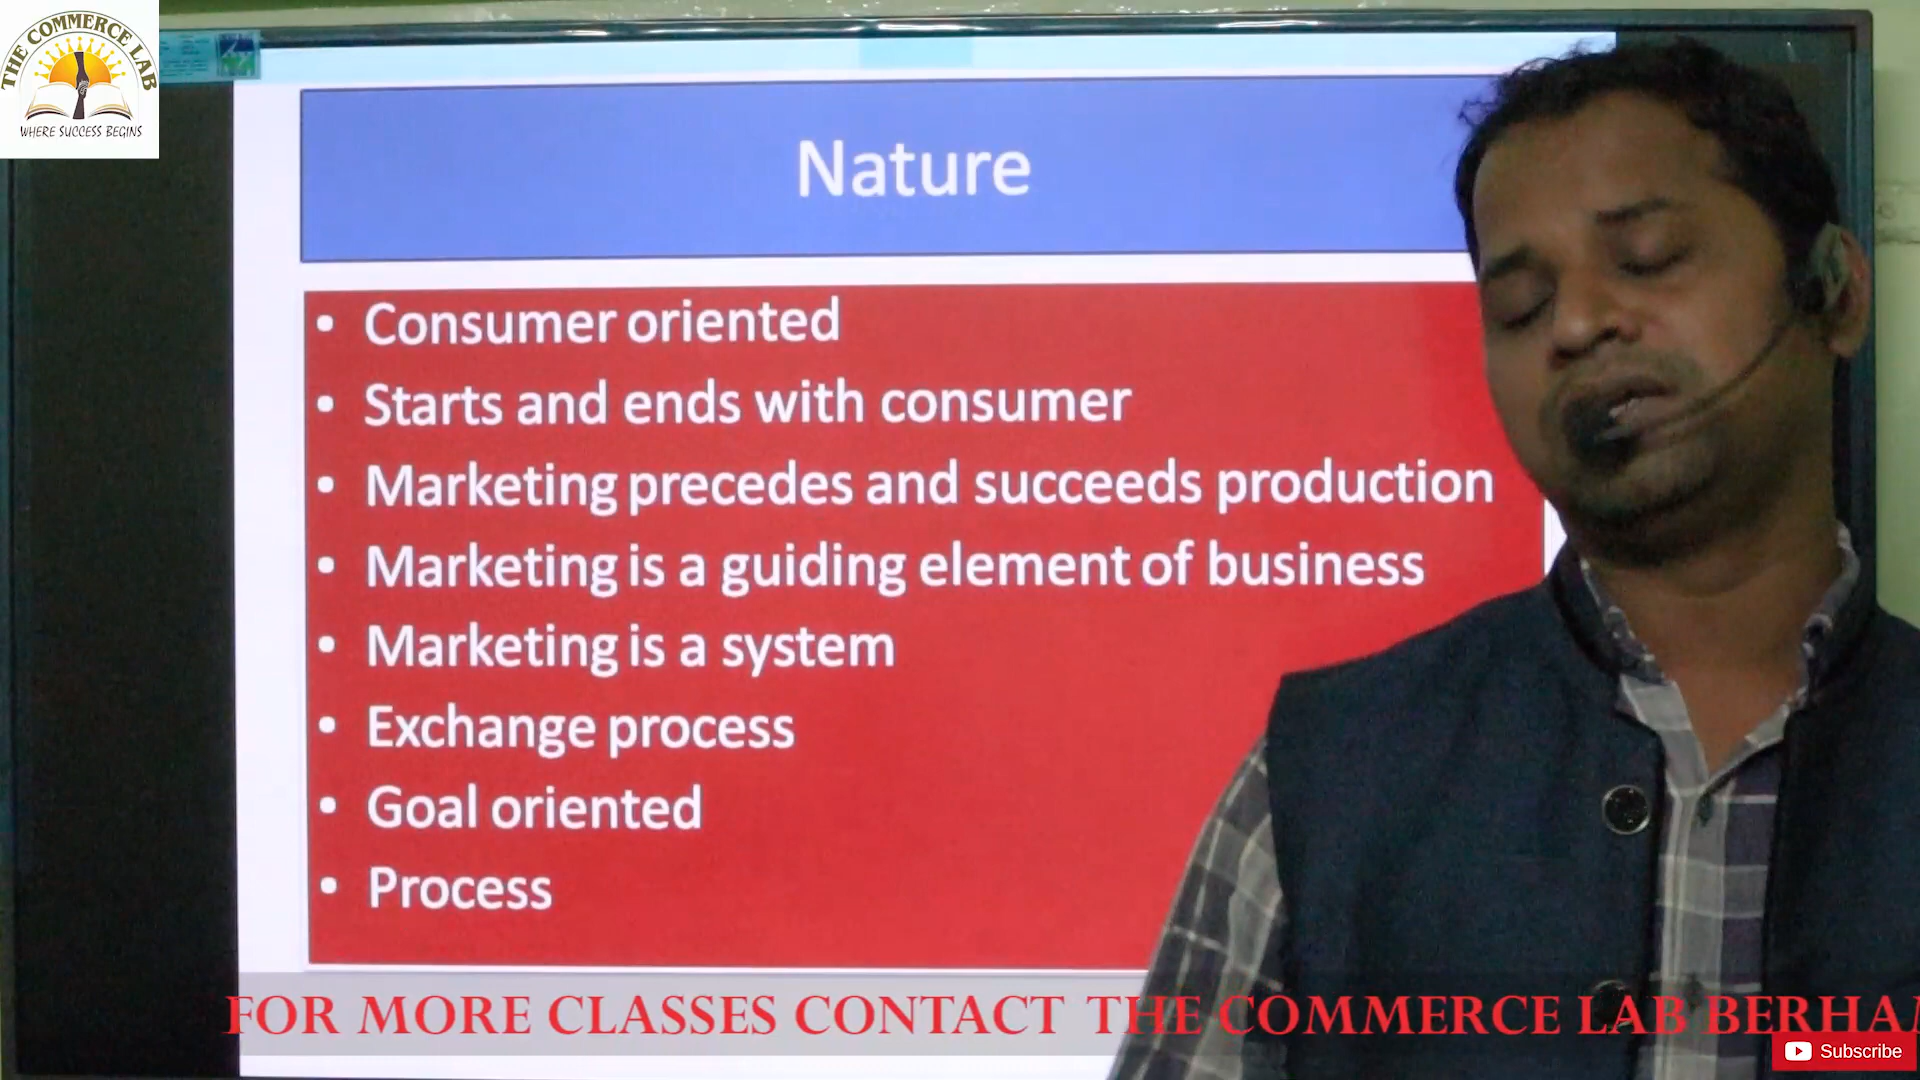 THE COMMERCE LAB
WHERE SUCCESS BEGINS
Nature
• Consumer oriented
• Starts and ends with consumer
• Marketing precedes and succeeds production
• Marketing is a guiding element of business
• Marketing is a system
• Exchange process
• Goal oriented
• Process
FOR MORE CLASSES CONTACT THE COMMERCE LAB
Subscribe